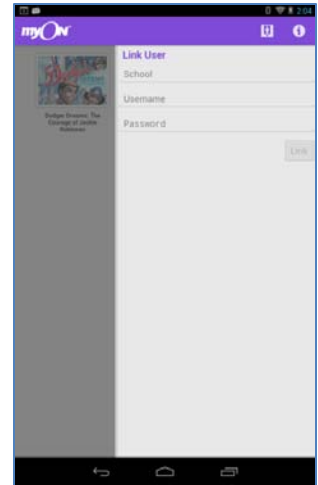 2:04
myON
Link User
School
Username
Password
Link
Dodger Dreams: The
Courage of Jackie
Robinson